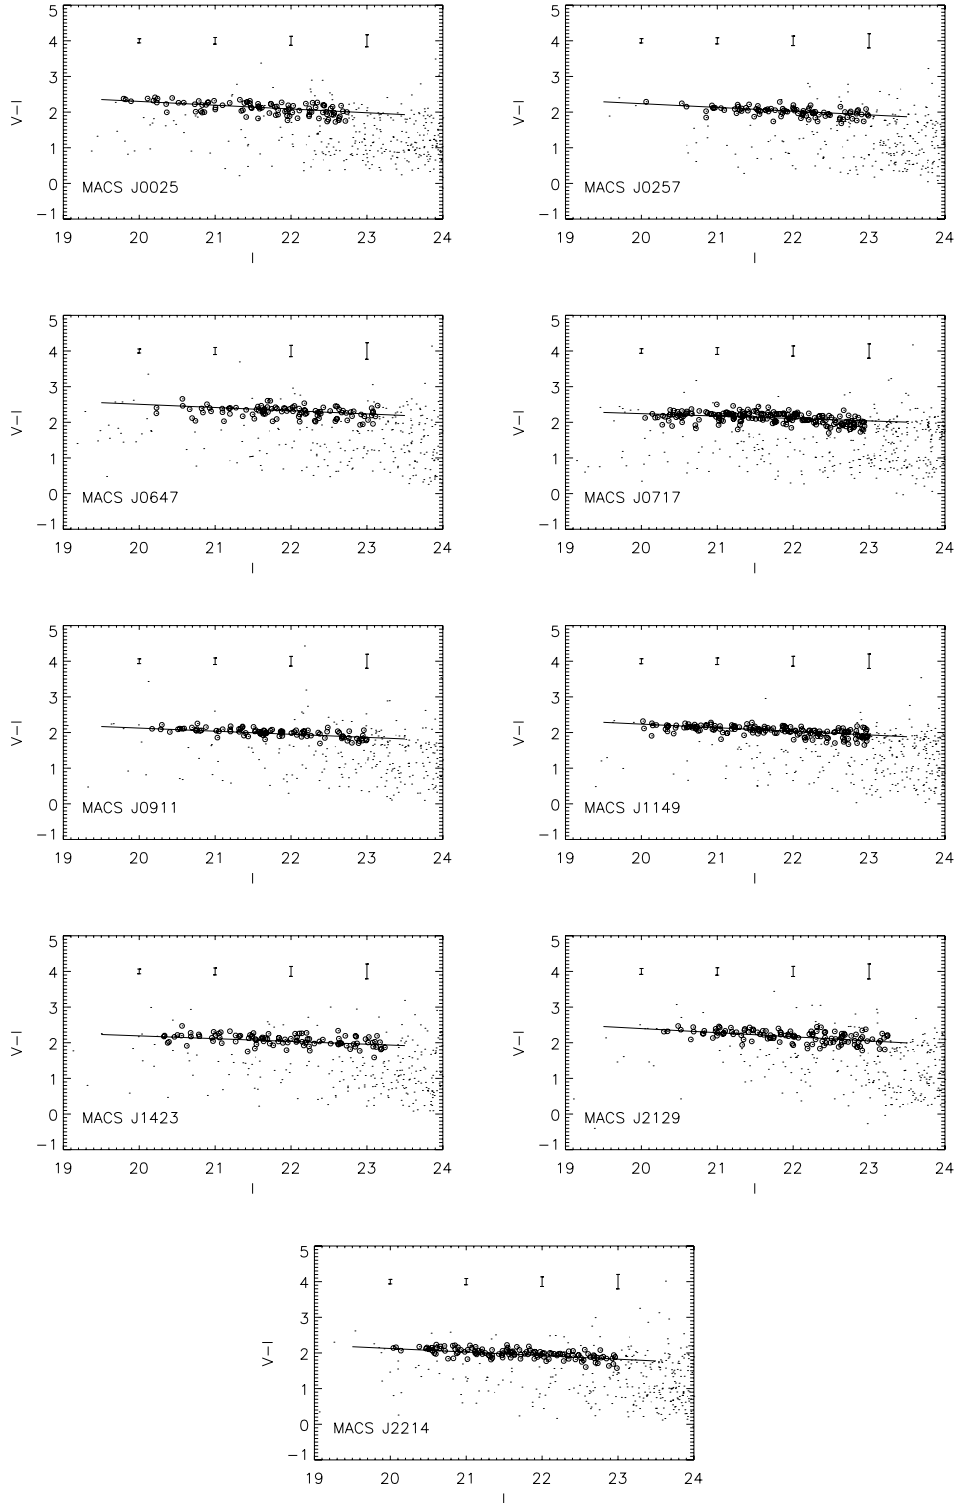 5 5
4 4
3 3
V−I 2 V−I 2
1 1
0 MACS J0025 0 MACS J0257
−1 −1
19 20 21 22 23 24 19 20 21 22 23 24
I I
5 5
4 4
3 3
V−I 2 V−I 2
1 1
0 MACS J0647 0 MACS J0717
−1 −1
19 20 21 22 23 24 19 20 21 22 23 24
I I
5 5
4 4
3 3
V−I 2 V−I 2
1 1
0 MACS J0911 0 MACS J1149
−1 −1
19 20 21 22 23 24 19 20 21 22 23 24
I I
5 5
4 4
3 3
V−I 2 V−I 2
1 1
0 MACS J1423 0 MACS J2129
−1 −1
19 20 21 22 23 24 19 20 21 22 23 24
I I
5
4
3
V−I 2
1
0 MACS J2214
−1
19 20 21 22 23 24
I